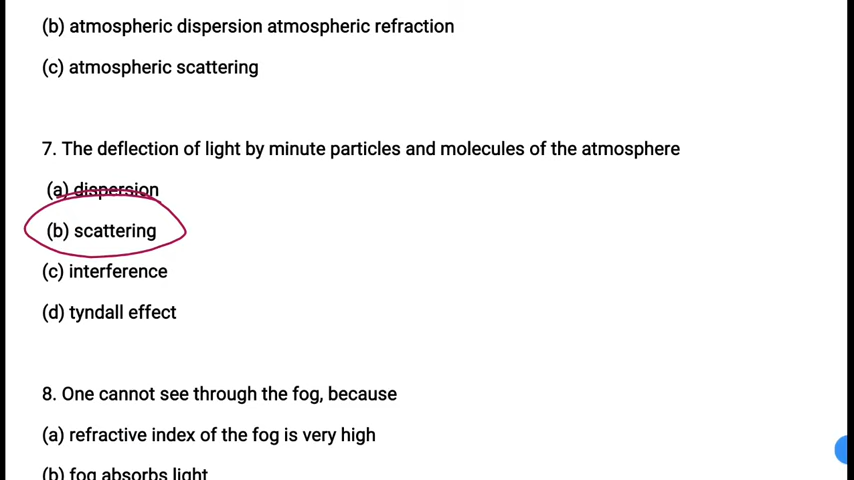 (b) atmospheric dispersion atmospheric refraction
(c) atmospheric scattering
7. The deflection of light by minute particles and molecules of the atmosphere
(a) dispersion
(b) scattering
(c) interference
(d) tyndall effect
8. One cannot see through the fog, because
(a) refractive index of the fog is very high
(b) fog absorbs light